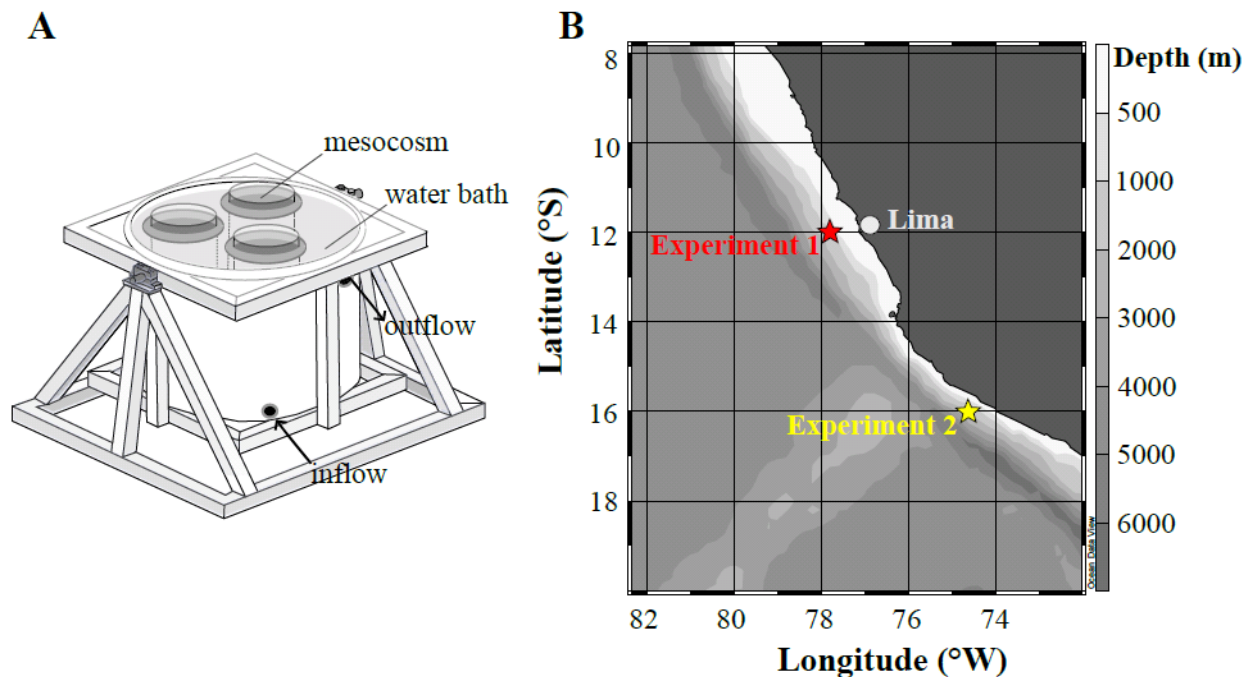 A
mesocosm
water bath
outflow
inflow
B
Depth (m)
8
10
12
14
16
18
Latitude (°S)
Lima
Experiment 1
Experiment 2
500
1000
2000
3000
4000
5000
6000
Ocean Data View
82
80
78
76
74
Longitude (°W)